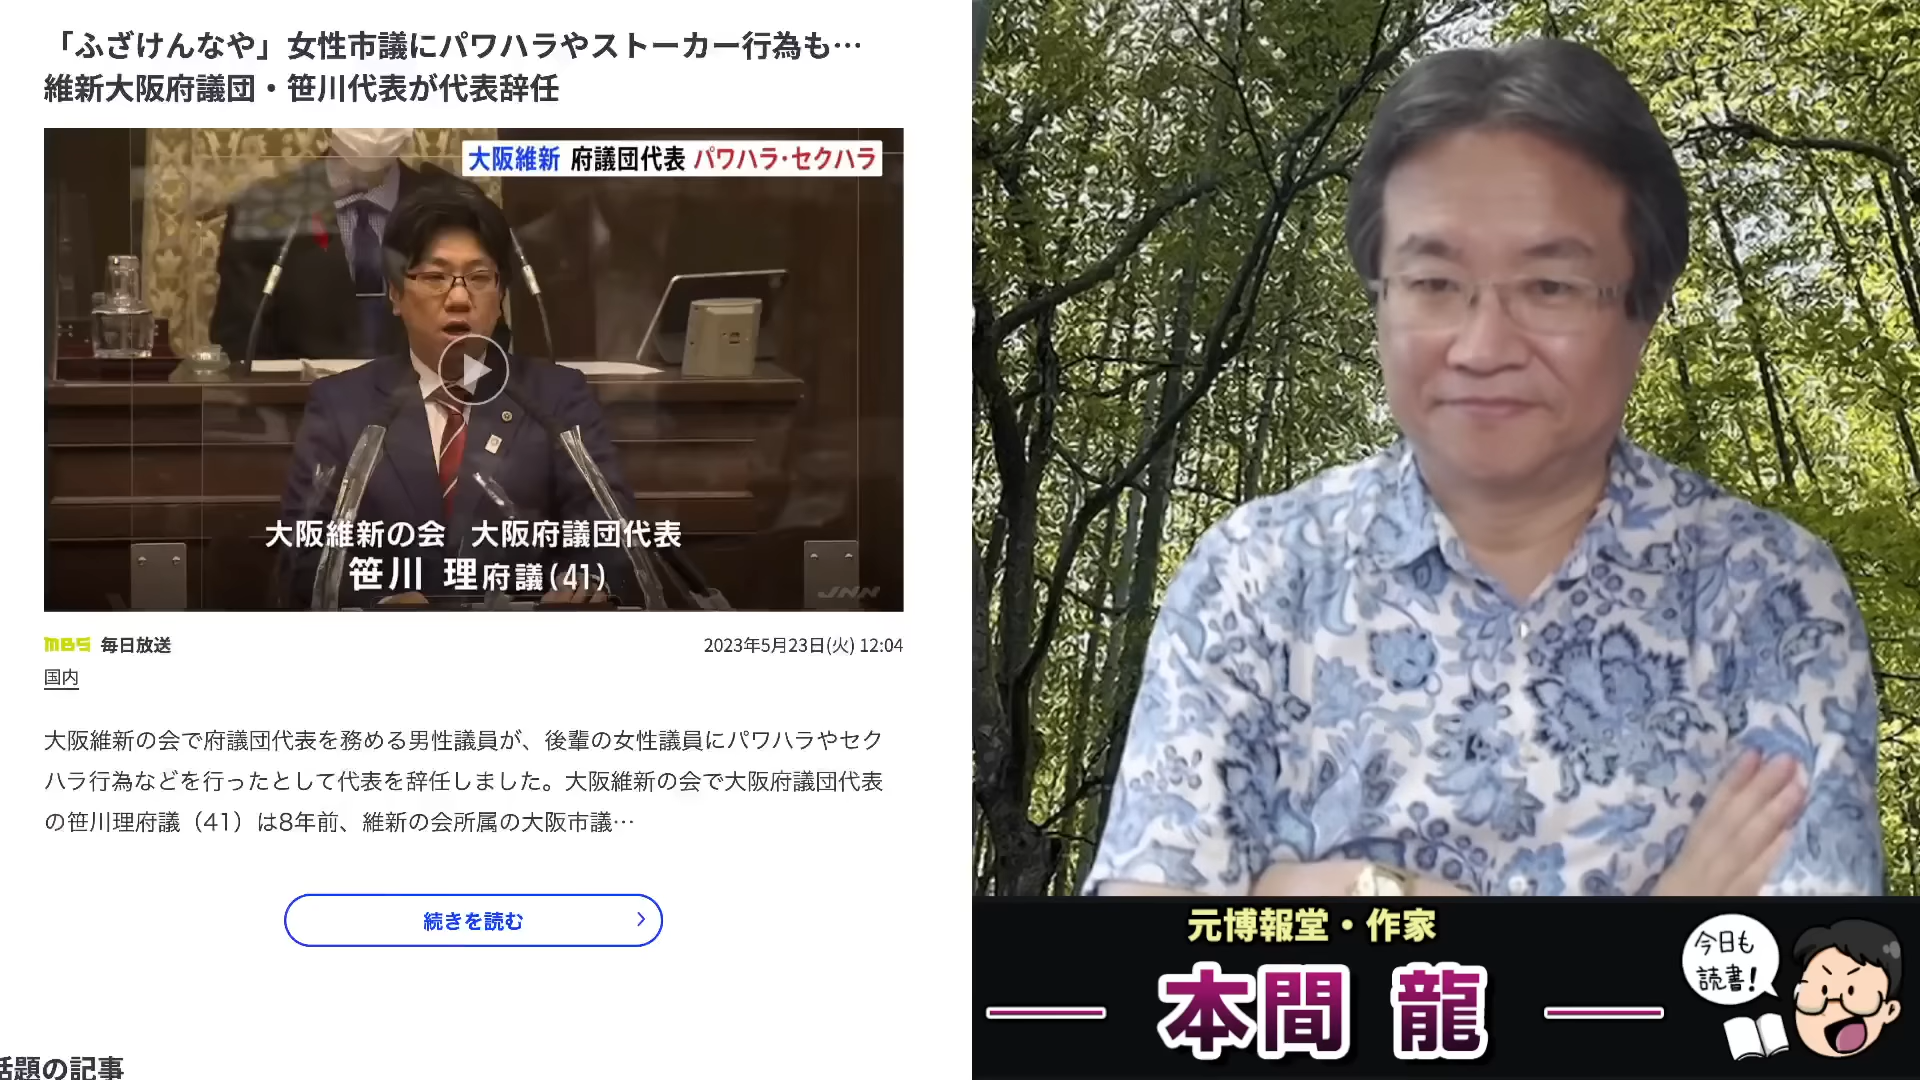 「ふざけんなや」女性市議にパワハラやストーカー行為も…
維新大阪府議団・笹川代表が代表辞任
大阪維新 府議団代表 パワハラ・セクハラ
大阪維新の会 大阪府議団代表
笹川 理府議(41)
JNN
MBS 毎日放送
2023年5月23日(火) 12:04
国内
大阪維新の会で府議団代表を務める男性議員が、後輩の女性議員にパワハラやセク
ハラ行為などを行ったとして代表を辞任しました。大阪維新の会で大阪府議団代表
の笹川理府議（41）は8年前、維新の会所属の大阪市議…
続きを読む
話題の記事
元博報堂・作家
本間 龍
今日も
読書!